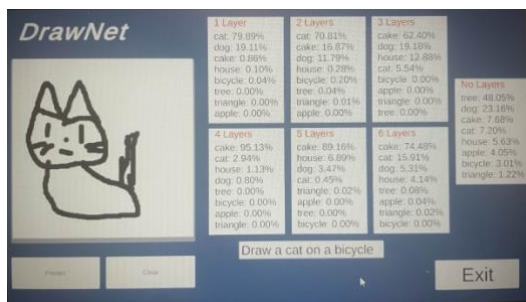 DrawNet
1 Layer
cat: 79.89%
dog: 19.11%
cake: 0.86%
house: 0.10%
bicycle: 0.04%
tree: 0.00%
triangle: 0.00%
apple: 0.00%
2 Layers
cat: 70.81%
cake: 16.87%
dog: 11.79%
house: 0.28%
bicycle: 0.20%
tree: 0.04%
triangle: 0.01%
apple: 0.00%
3 Layers
cake: 62.40%
dog: 19.18%
house: 12.88%
cat: 5.54%
bicycle: 0.00%
apple: 0.00%
triangle: 0.00%
tree: 0.00%
No Layers
tree: 48.05%
dog: 23.16%
cake: 7.68%
cat: 7.20%
house: 5.63%
apple: 4.05%
bicycle: 3.01%
triangle: 1.22%
4 Layers
cake: 95.13%
cat: 2.94%
house: 1.13%
dog: 0.80%
tree: 0.00%
bicycle: 0.00%
apple: 0.00%
triangle: 0.00%
5 Layers
cake: 89.16%
house: 6.89%
dog: 3.47%
cat: 0.45%
triangle: 0.02%
apple: 0.00%
tree: 0.00%
bicycle: 0.00%
6 Layers
cake: 74.48%
cat: 15.91%
dog: 5.31%
house: 4.14%
tree: 0.08%
apple: 0.04%
triangle: 0.02%
bicycle: 0.00%
Draw a cat on a bicycle
Clear
Exit